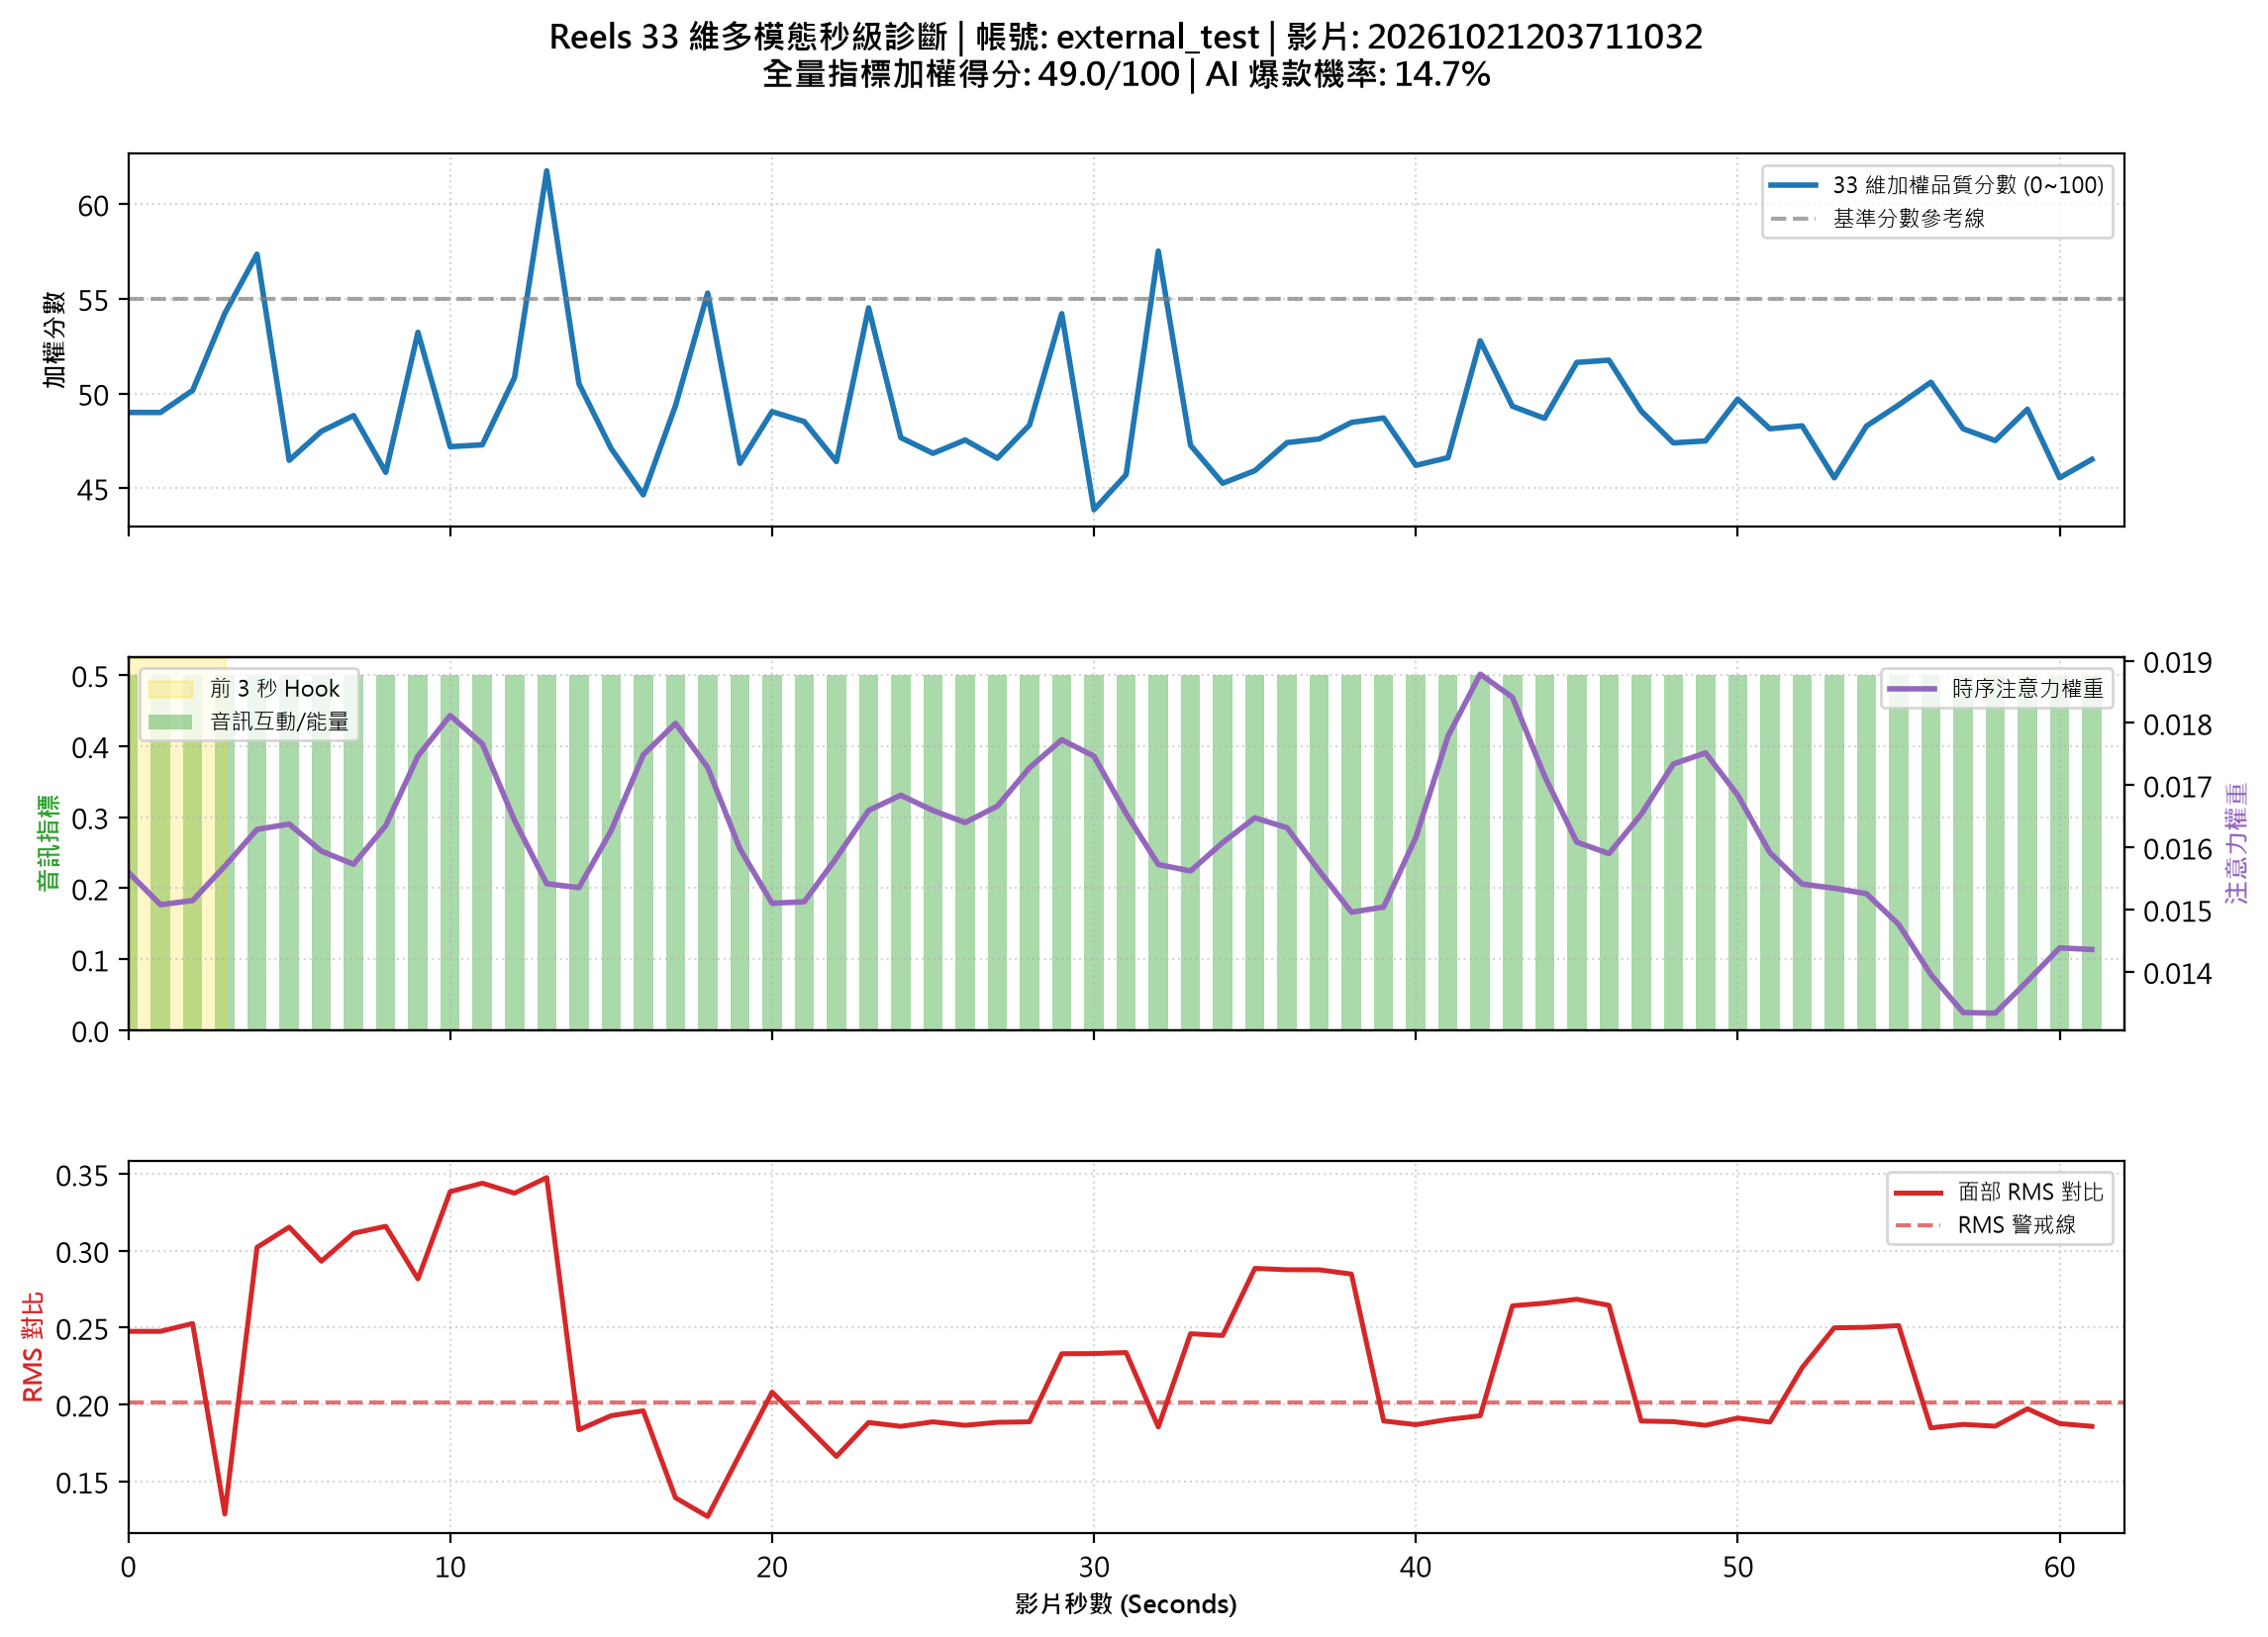 Reels 33 維多模態秒級診斷 | 帳號: external_test | 影片: 20261021203711032
全量指標加權得分: 49.0/100 | AI 爆款機率: 14.7%
加權分數
60
55
50
45
33 維加權品質分數 (0~100)
基準分數參考線
音訊指標
0.5
0.4
0.3
0.2
0.1
0.0
前 3 秒 Hook
音訊互動/能量
時序注意力權重
0.019
0.018
0.017
0.016
0.015
0.014
注意力權重
RMS 對比
0.35
0.30
0.25
0.20
0.15
面部 RMS 對比
RMS 警戒線
0 10 20 30 40 50 60
影片秒數 (Seconds)